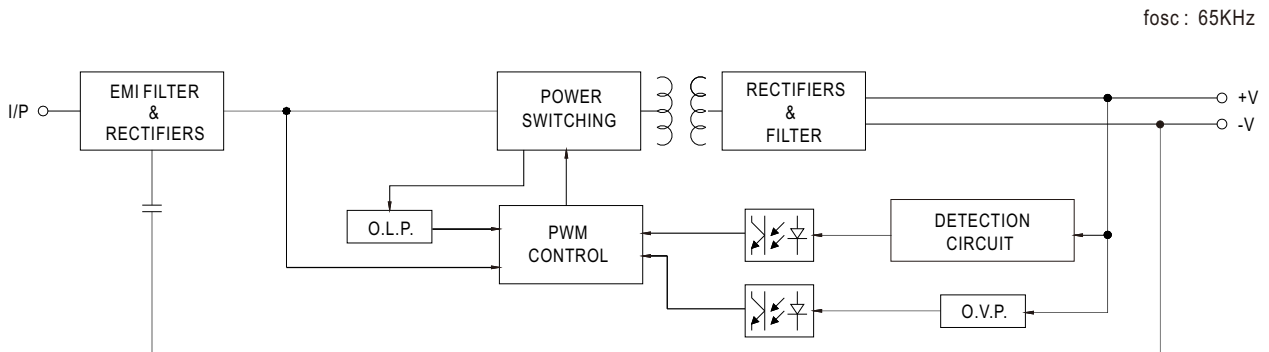 fosc : 65KHz
I/P
EMI FILTER
&
RECTIFIERS
POWER
SWITCHING
RECTIFIERS
&
FILTER
+V
-V
O.L.P.
PWM
CONTROL
DETECTION
CIRCUIT
O.V.P.